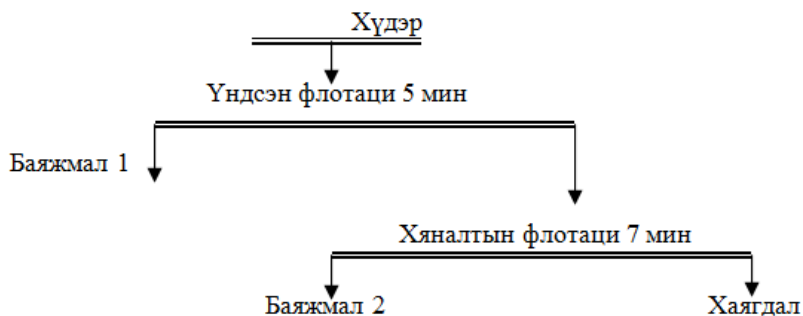 Хүдэр
Үндсэн флотаци 5 мин
Баяжмал 1
Хяналтын флотаци 7 мин
Баяжмал 2
Хаягдал